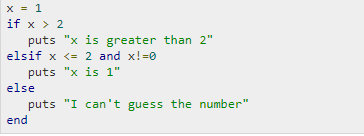 x = 1
if x > 2
   puts "x is greater than 2"
elsif x <= 2 and x!=0
   puts "x is 1"
else
   puts "I can't guess the number"
end